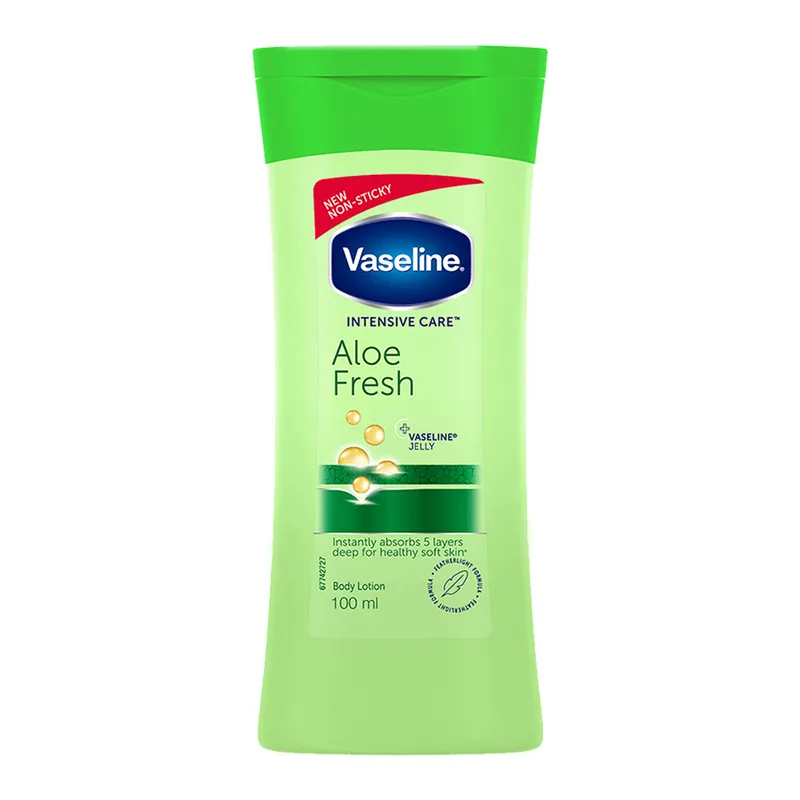 NEW
NON-STICKY
Vaseline®
INTENSIVE CARE™
Aloe
Fresh
VASELINE®
JELLY
Instantly absorbs 5 layers
deep for healthy soft skin*
67742727
Body Lotion
100 ml
FEATHERLIGHT FORMULA • FEATHERLIGHT FORMULA •